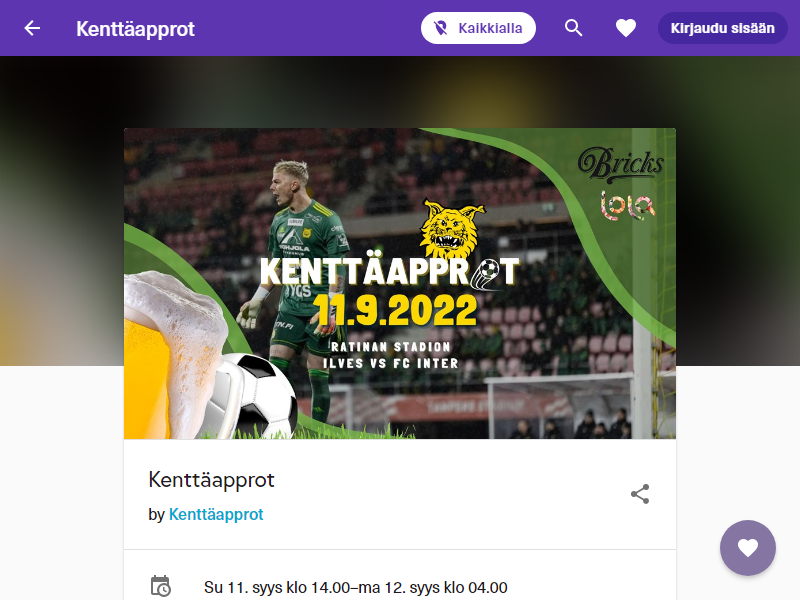 Kenttäapprot
Kaikkialla
Kirjaudu sisään
Bricks
lola
KENTTÄAPPROT
11.9.2022
RATINAN STADION
ILVES VS FC INTER
Kenttäapprot
by Kenttäapprot
Su 11. syys klo 14.00–ma 12. syys klo 04.00